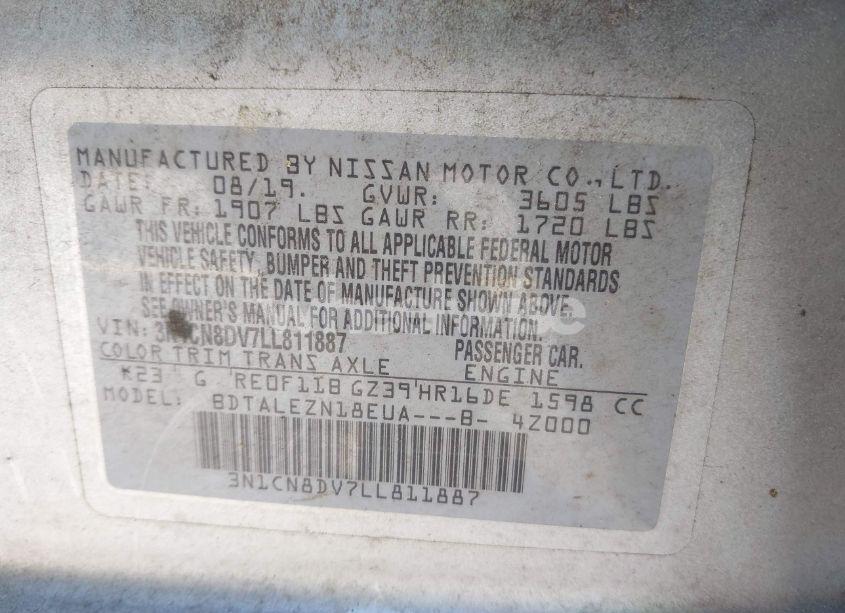 MANUFACTURED BY NISSAN MOTOR CO., LTD.
DATE: 08/19. GVWR: 3605 LBS
GAWR FR: 1907 LBS GAWR RR: 1720 LBS
THIS VEHICLE CONFORMS TO ALL APPLICABLE FEDERAL MOTOR
VEHICLE SAFETY, BUMPER AND THEFT PREVENTION STANDARDS
IN EFFECT ON THE DATE OF MANUFACTURE SHOWN ABOVE.
SEE OWNER'S MANUAL FOR ADDITIONAL INFORMATION.
VIN: 3N1CN8DV7LL811887 PASSENGER CAR.
COLOR TRIM TRANS AXLE ENGINE
K23 G RE0F11B GZ39 HR16DE 1598 CC
MODEL: BDTALEZN18EUA---B- 4Z000
3N1CN8DV7LL811887